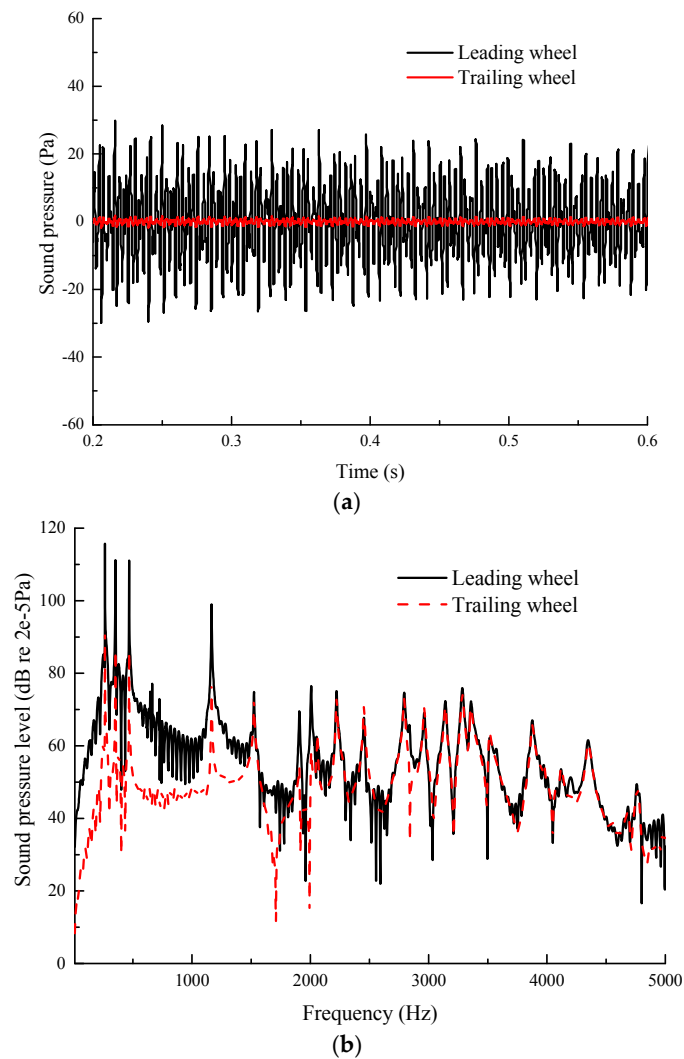 60
Leading wheel
Trailing wheel
40
20
0
-20
-40
-60
Sound pressure (Pa)
0.2 0.3 0.4 0.5 0.6
Time (s)
(a)
120
Leading wheel
Trailing wheel
100
80
60
40
20
0
Sound pressure level (dB re 2e-5Pa)
1000 2000 3000 4000 5000
Frequency (Hz)
(b)